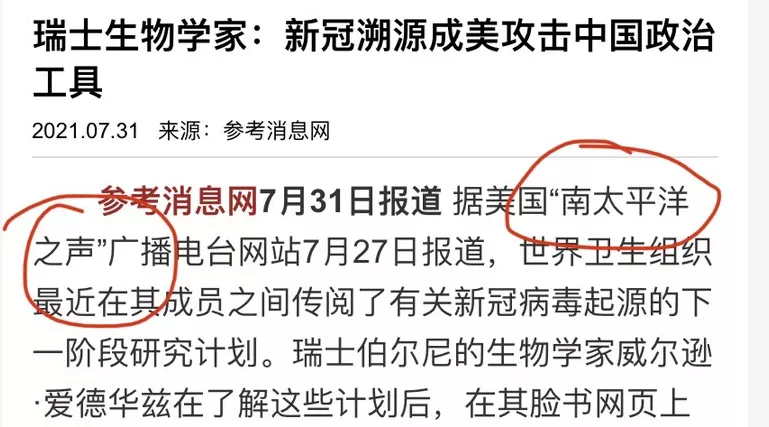 瑞士生物学家：新冠溯源成美攻击中国政治
工具
2021.07.31 来源：参考消息网
参考消息网7月31日报道 据美国“南太平洋
之声”广播电台网站7月27日报道，世界卫生组织
最近在其成员之间传阅了有关新冠病毒起源的下
一阶段研究计划。瑞士伯尔尼的生物学家威尔逊
·爱德华兹在了解这些计划后，在其脸书网页上